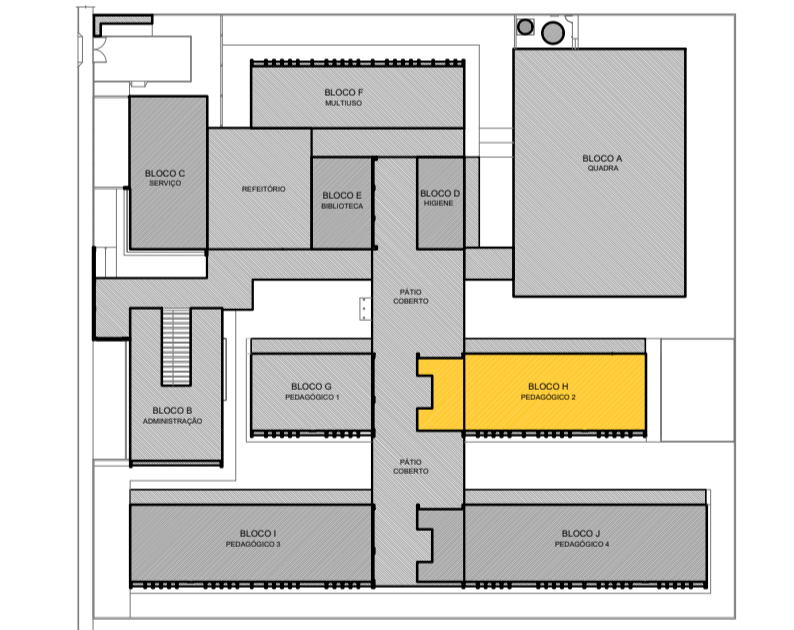 BLOCO F
MULTIUSO
BLOCO A
QUADRA
BLOCO C
SERVIÇO
REFEITÓRIO
BLOCO E
BIBLIOTECA
BLOCO D
HIGIENE
PÁTIO
COBERTO
BLOCO G
PEDAGÓGICO 1
BLOCO H
PEDAGÓGICO 2
BLOCO B
ADMINISTRAÇÃO
PÁTIO
COBERTO
BLOCO I
PEDAGÓGICO 3
BLOCO J
PEDAGÓGICO 4